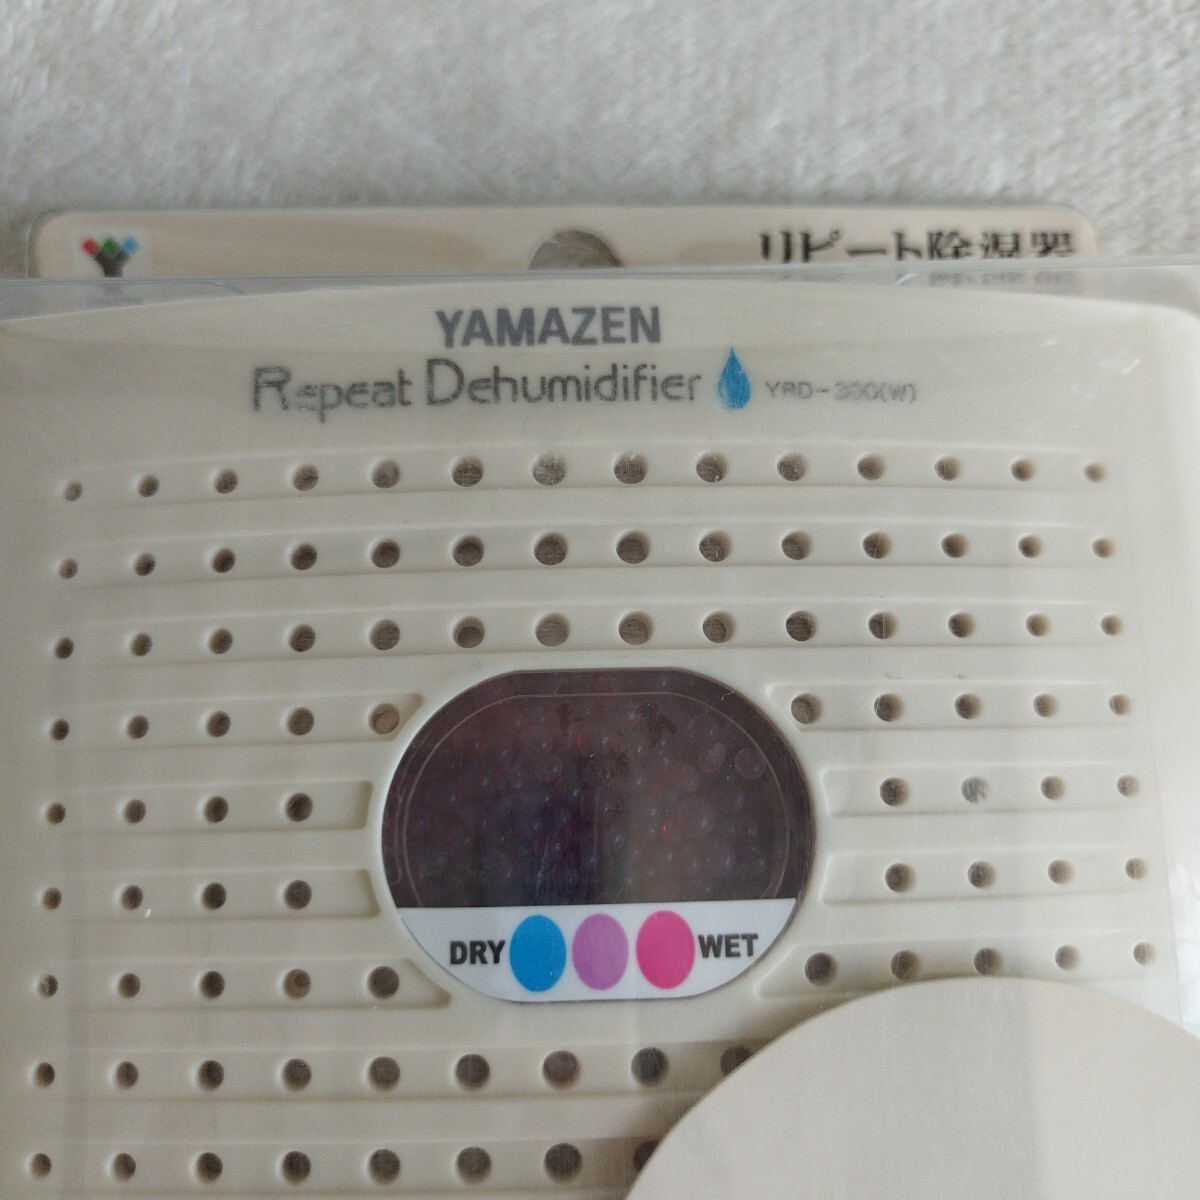 リピート除湿器
YAMAZEN
Repeat Dehumidifier YRD-300(W)
DRY WET